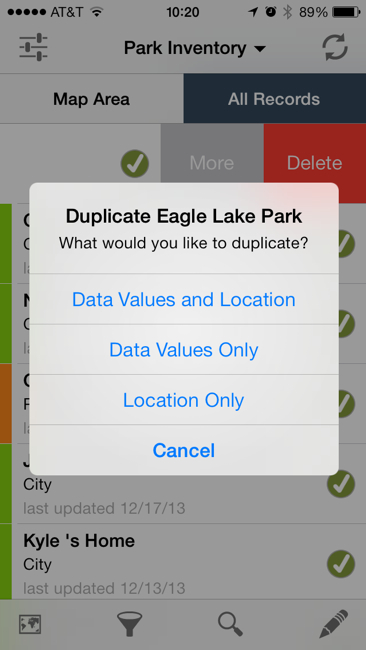 AT&T 10:20 89%
Park Inventory
Map Area All Records
More Delete
Duplicate Eagle Lake Park
What would you like to duplicate?
Data Values and Location
Data Values Only
Location Only
Cancel
City
last updated 12/17/13
Kyle 's Home
City
last updated 12/13/13